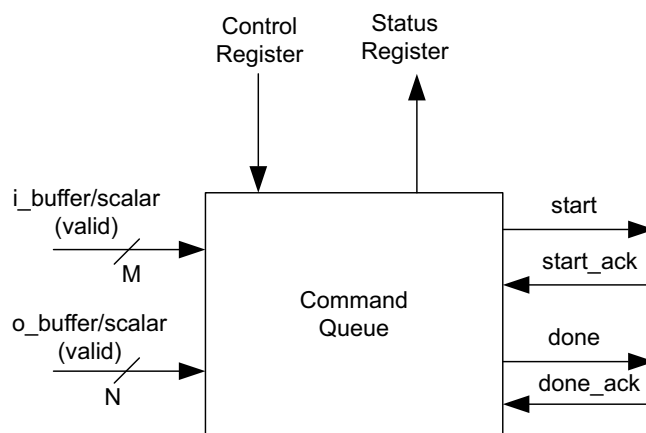 Control
Register
Status
Register
i_buffer/scalar
(valid)
M
o_buffer/scalar
(valid)
N
Command
Queue
start
start_ack
done
done_ack